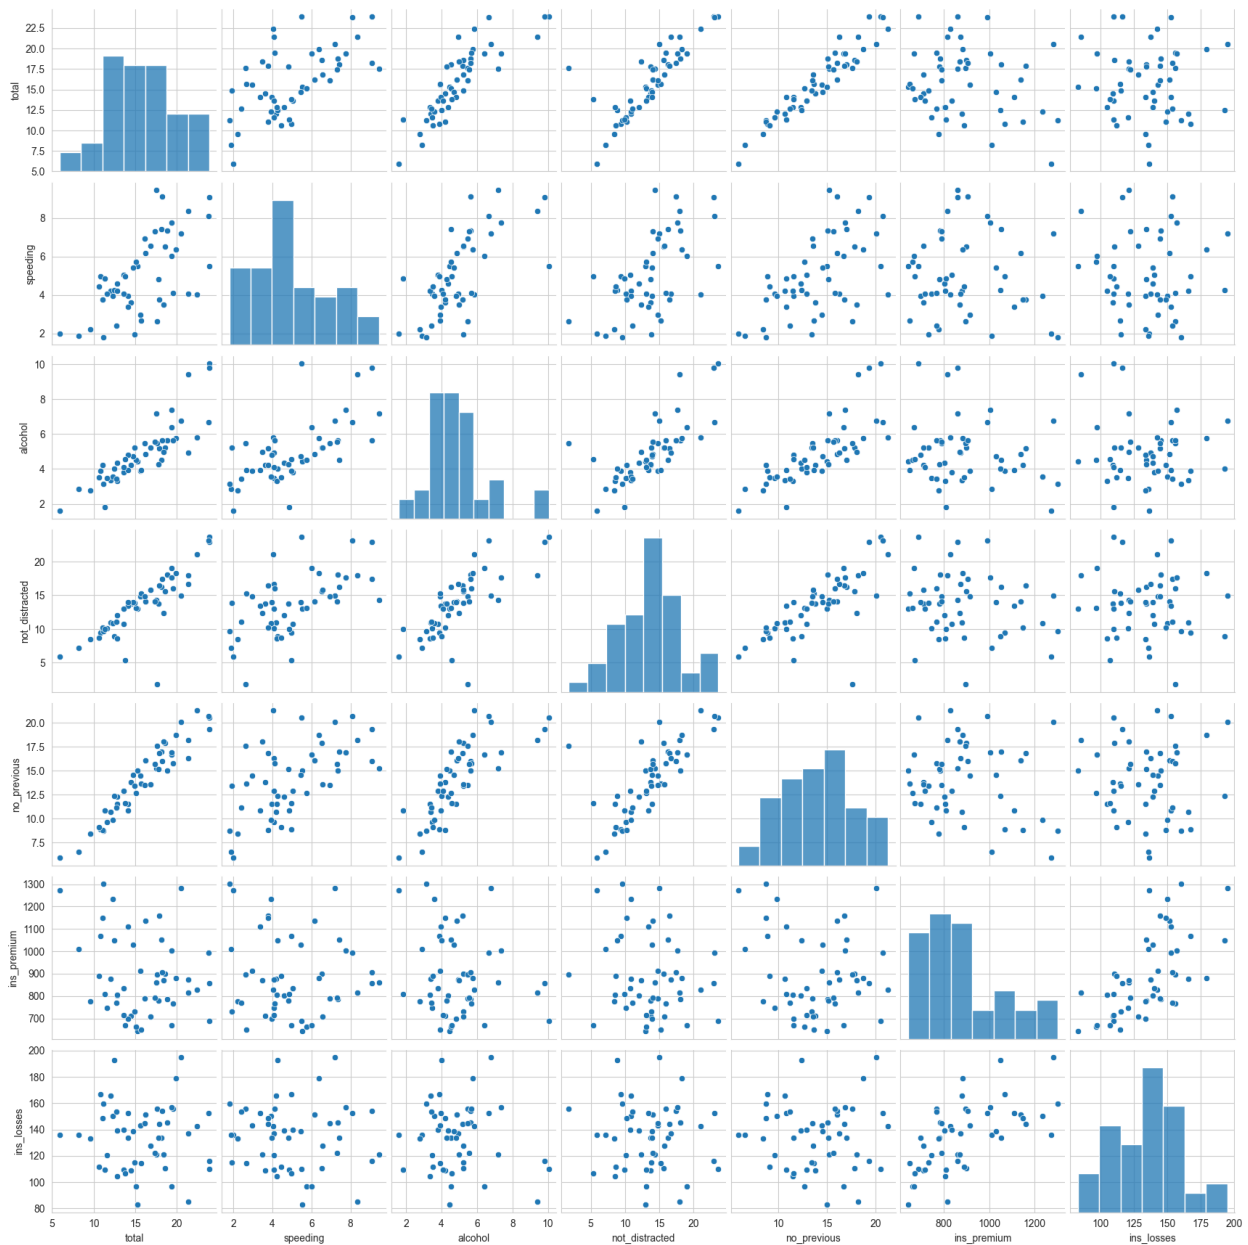 22.5
20.0
17.5
15.0
12.5
10.0
7.5
5.0
total
8
6
4
2
speeding
10
8
6
4
2
alcohol
20
15
10
5
not_distracted
20.0
17.5
15.0
12.5
10.0
7.5
no_previous
1300
1200
1100
1000
900
800
700
ins_premium
200
180
160
140
120
100
80
ins_losses
5 10 15 20
2 4 6 8
2 4 6 8 10
5 10 15 20
10 15 20
800 1000 1200
100 125 150 175 200
total speeding alcohol not_distracted no_previous ins_premium ins_losses